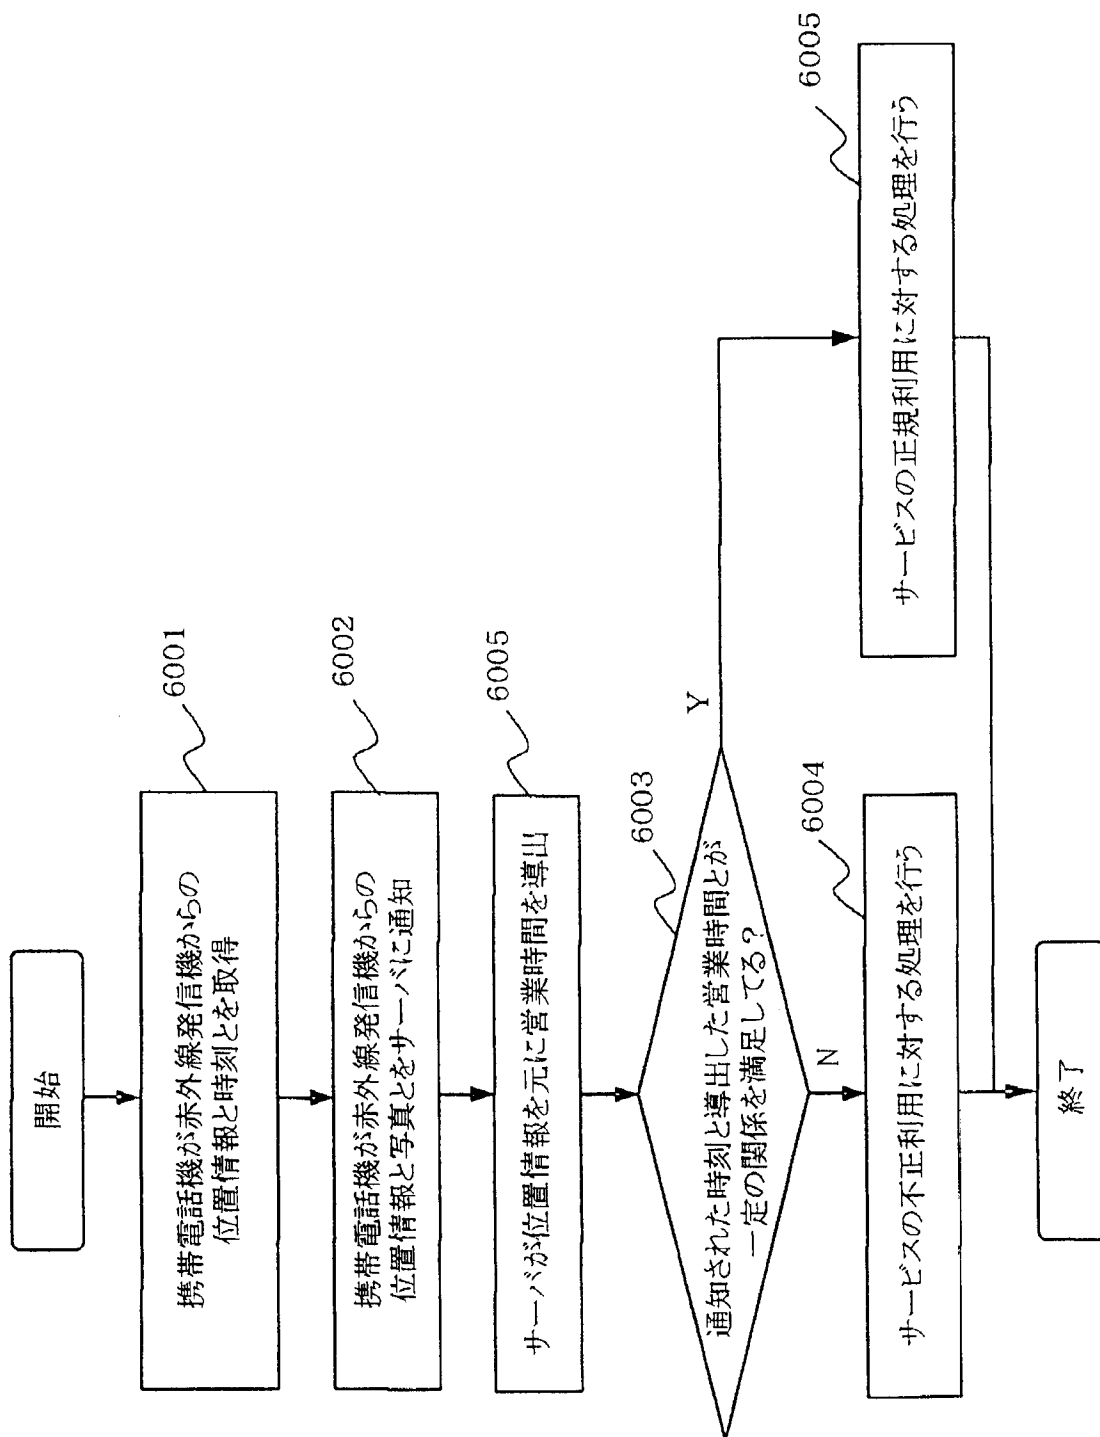 開始
6001
携帯電話機が赤外線発信機からの
位置情報と時刻とを取得
6002
携帯電話機が赤外線発信機からの
位置情報と写真とをサーバに通知
6005
サーバが位置情報を元に営業時間を導出
6003
通知された時刻と導出した営業時間とが
一定の関係を満足してる?
Y
N
6004
サービスの不正利用に対する処理を行う
6005
サービスの正規利用に対する処理を行う
終了